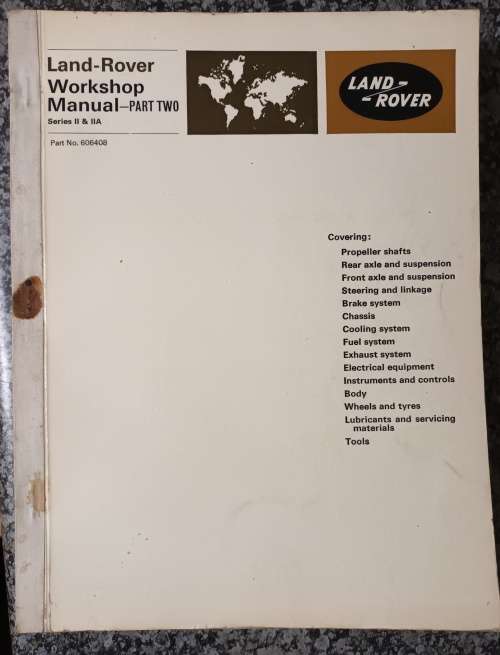 Land-Rover
Workshop
Manual—PART TWO
Series II & IIA
Part No. 606408
LAND-
-ROVER
Covering:
Propeller shafts
Rear axle and suspension
Front axle and suspension
Steering and linkage
Brake system
Chassis
Cooling system
Fuel system
Exhaust system
Electrical equipment
Instruments and controls
Body
Wheels and tyres
Lubricants and servicing
materials
Tools